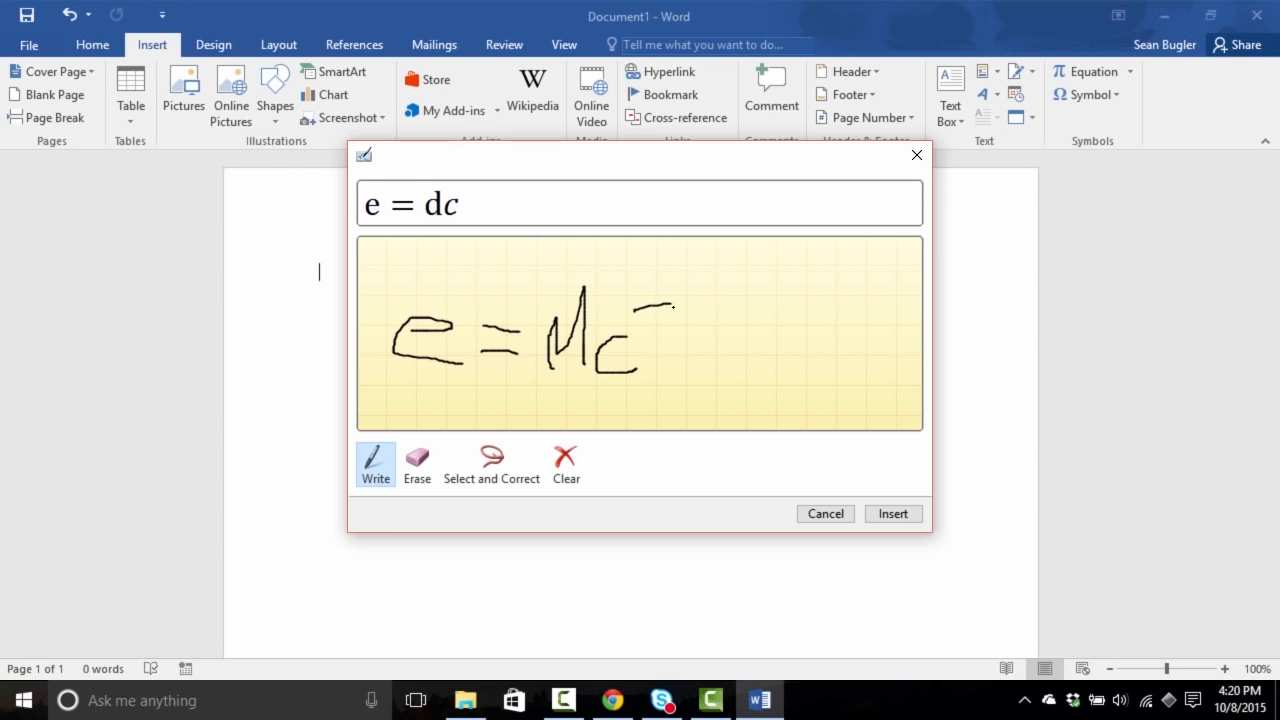 Document1 - Word
File Home Insert Design Layout References Mailings Review View Tell me what you want to do... Sean Bugler Share
Cover Page
Blank Page
Page Break
Pages
Table
Tables
Pictures
Online Pictures
Shapes
SmartArt
Chart
Screenshot
Illustrations
Store
My Add-ins
W
Wikipedia
Add-ins
Online Video
Media
Hyperlink
Bookmark
Cross-reference
Links
Comment
Comments
Header
Footer
Page Number
Header & Footer
Text Box
Text
π Equation
Ω Symbol
Symbols
e = dc
e = Mc
Write Erase Select and Correct Clear
Cancel Insert
Page 1 of 1 0 words 100%
Ask me anything
4:20 PM
10/8/2015